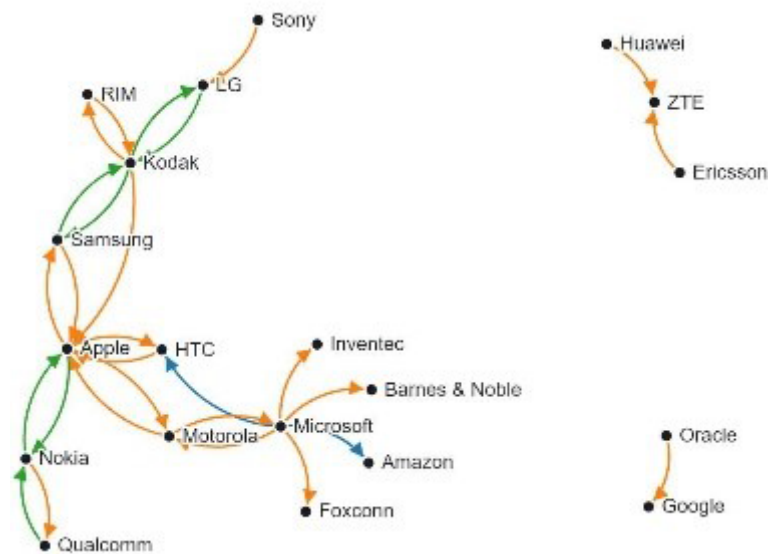 Sony
Huawei
LG
RIM
ZTE
Kodak
Ericsson
Samsung
Inventec
Apple
HTC
Barnes & Noble
Microsoft
Motorola
Oracle
Nokia
Amazon
Google
Foxconn
Qualcomm